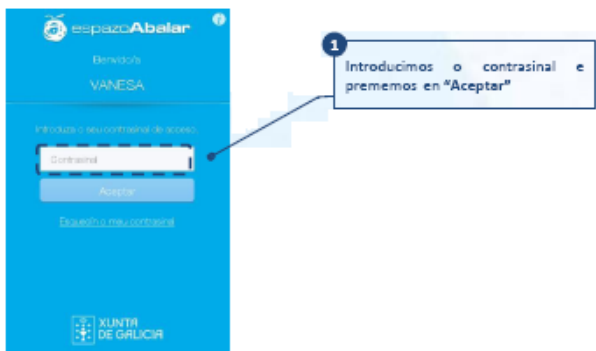 espazoAbalar
Benvido/a
VANESA
Introduza o seu contrasinal de acceso.
Contrasinal
Aceptar
Esquecín o meu contrasinal
XUNTA
DE GALICIA
1
Introducimos o contrasinal e
prememos en “Aceptar”